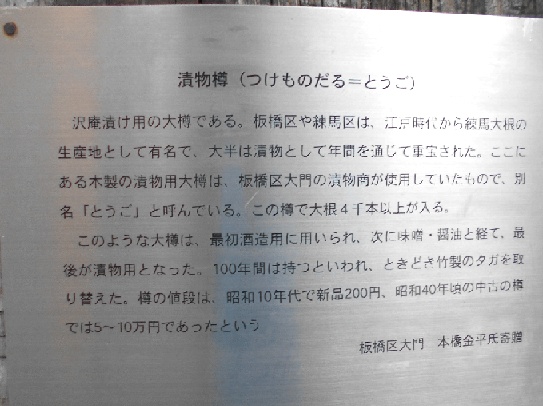 漬物樽（つけものだる＝とうご）
沢庵漬け用の大樽である。板橋区や練馬区は、江戸時代から練馬大根の
生産地として有名で、大半は漬物として年間を通じて重宝された。ここに
ある木製の漬物用大樽は、板橋区大門の漬物商が使用していたもので、別
名「とうご」と呼んでいる。この樽で大根４千本以上が入る。
このような大樽は、最初酒造用に用いられ、次に味噌・醤油と経て、最
後が漬物用となった。100年間は持つといわれ、ときどき竹製のタガを取
り替えた。樽の値段は、昭和10年代で新品200円、昭和40年頃の中古の樽
では5～10万円であったという
板橋区大門　本橋金平氏寄贈